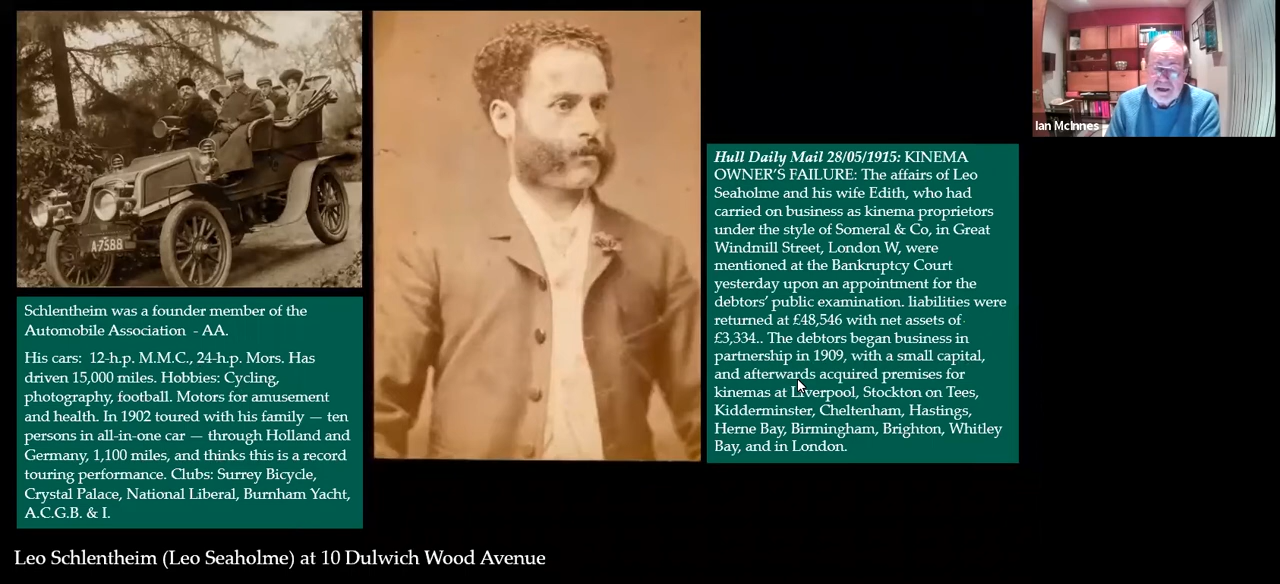 A·7588
Schlentheim was a founder member of the
Automobile Association - AA.
His cars: 12-h.p. M.M.C., 24-h.p. Mors. Has
driven 15,000 miles. Hobbies: Cycling,
photography, football. Motors for amusement
and health. In 1902 toured with his family — ten
persons in all-in-one car — through Holland and
Germany, 1,100 miles, and thinks this is a record
touring performance. Clubs: Surrey Bicycle,
Crystal Palace, National Liberal, Burnham Yacht,
A.C.G.B. & I.
Hull Daily Mail 28/05/1915: KINEMA
OWNER'S FAILURE: The affairs of Leo
Seaholme and his wife Edith, who had
carried on business as kinema proprietors
under the style of Someral & Co, in Great
Windmill Street, London W, were
mentioned at the Bankruptcy Court
yesterday upon an appointment for the
debtors' public examination. liabilities were
returned at £48,546 with net assets of
£3,334.. The debtors began business in
partnership in 1909, with a small capital,
and afterwards acquired premises for
kinemas at Liverpool, Stockton on Tees,
Kidderminster, Cheltenham, Hastings,
Herne Bay, Birmingham, Brighton, Whitley
Bay, and in London.
Ian McInnes
Leo Schlentheim (Leo Seaholme) at 10 Dulwich Wood Avenue